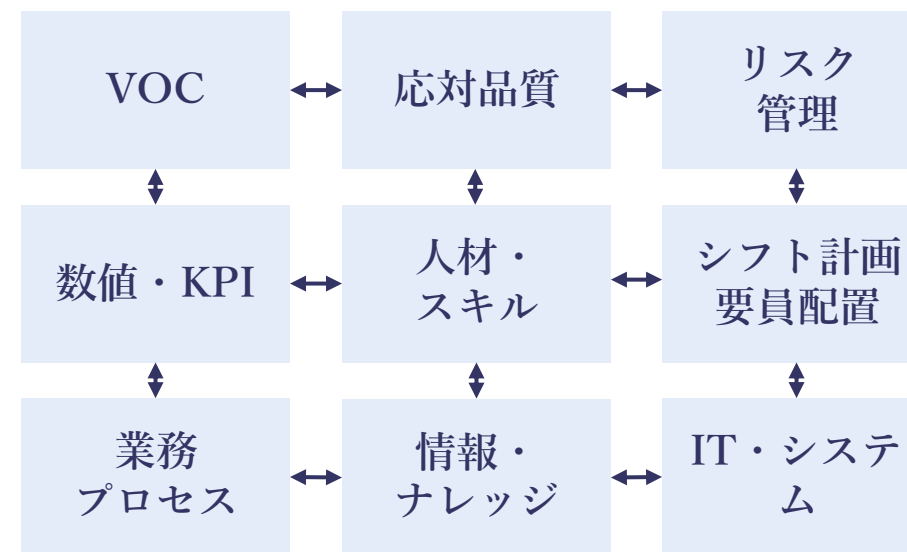 VOC
応対品質
リスク
管理
数値・KPI
人材・
スキル
シフト計画
要員配置
業務
プロセス
情報・
ナレッジ
IT・システ
ム